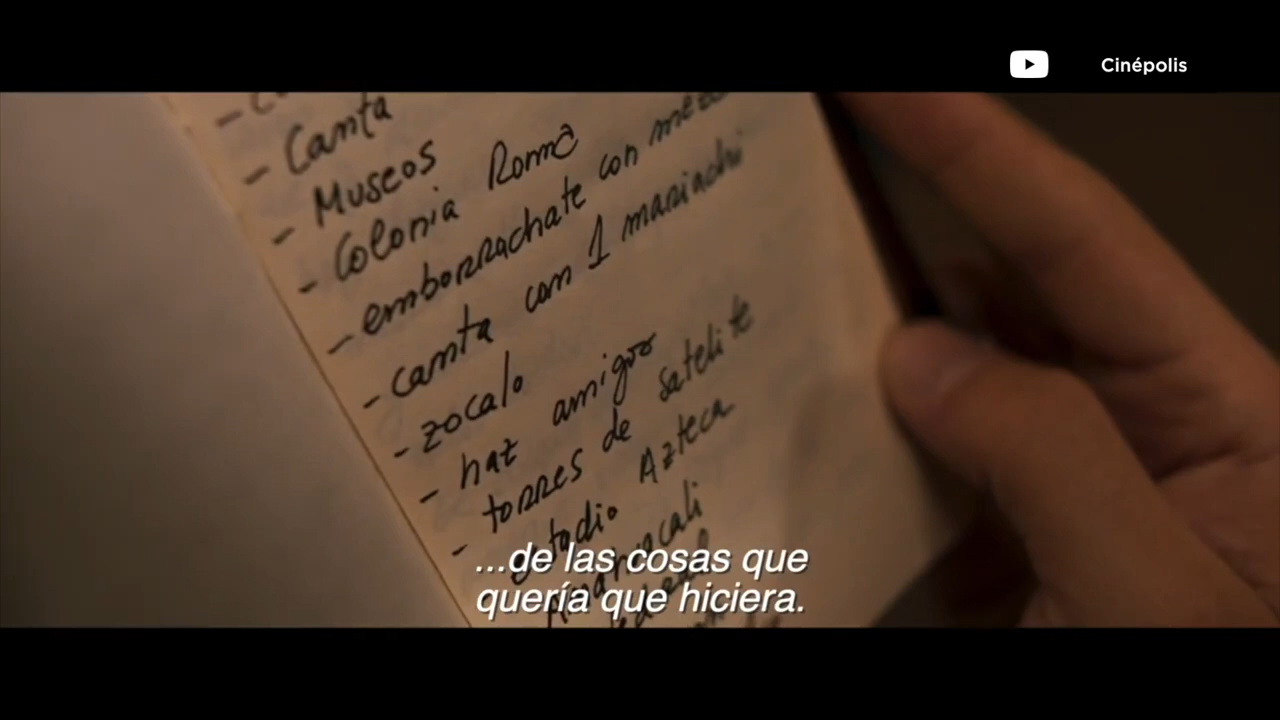 Cinépolis
- Canta
- Museos
- Colonia Roma
- emborrachate con
- canta con 1 mariachi
- zocalo
- haz amigos
- torres de satelite
estadio Azteca
...de las cosas que
quería que hiciera.